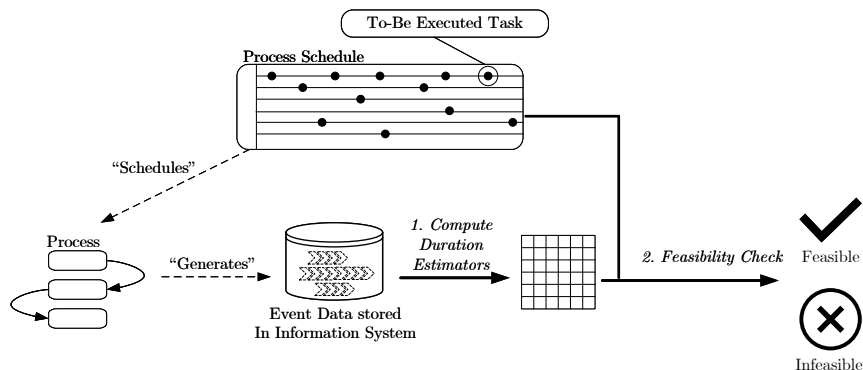 To-Be Executed Task
Process Schedule
“Schedules”
Process
“Generates”
Event Data stored
In Information System
1. Compute
Duration
Estimators
2. Feasibility Check
Feasible
Infeasible